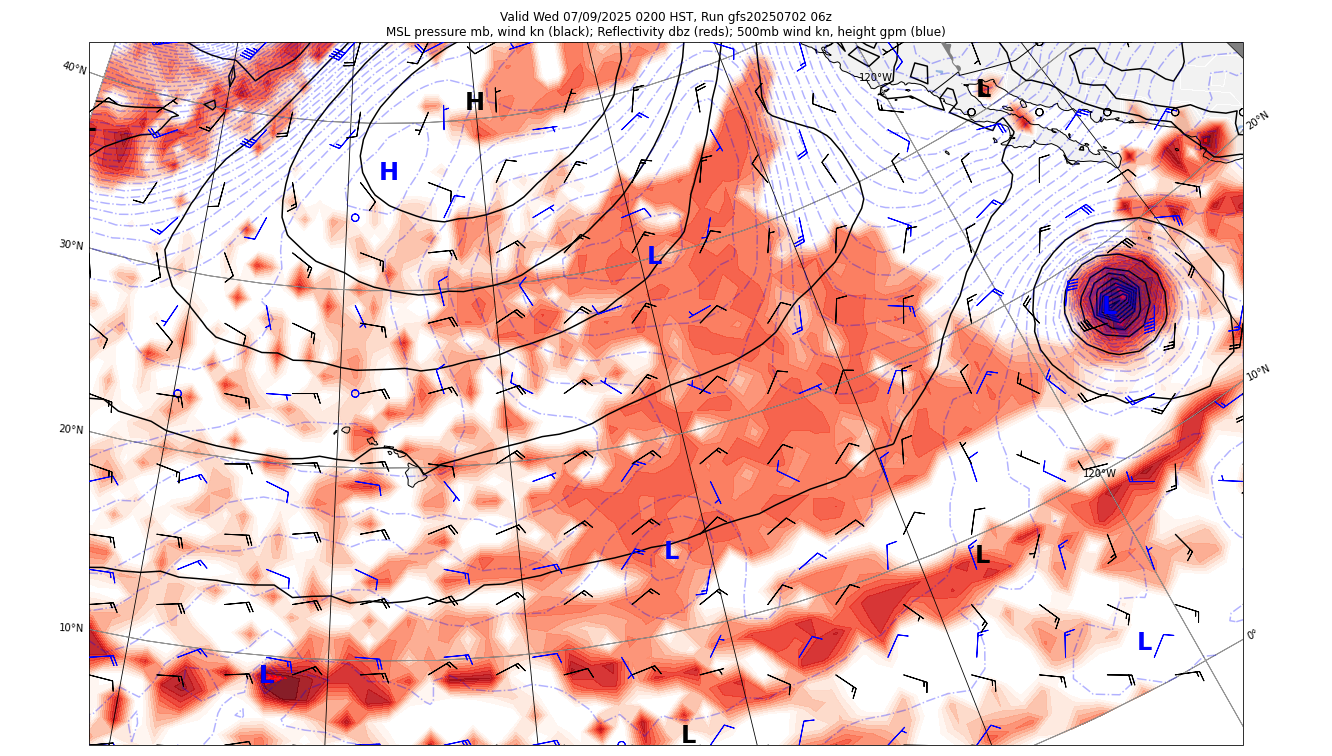 Valid Wed 07/09/2025 0200 HST, Run gfs20250702 06z
MSL pressure mb, wind kn (black); Reflectivity dbz (reds); 500mb wind kn, height gpm (blue)
40°N
120°W
L
20°N
H
H
30°N
L
L
10°N
20°N
120°W
L
L
10°N
0°
L
L
L